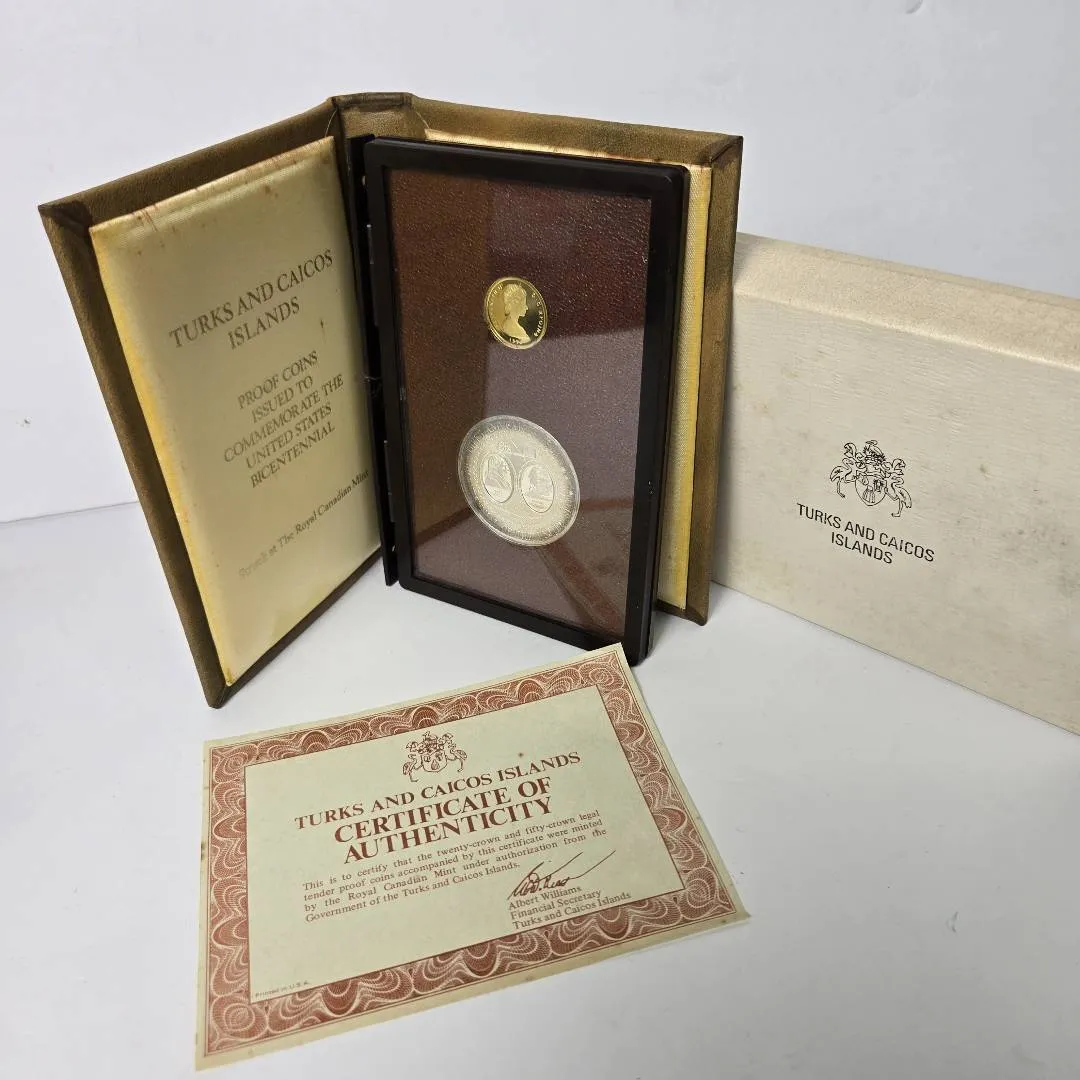 TURKS AND CAICOS
ISLANDS
PROOF COINS
ISSUED TO
COMMEMORATE THE
UNITED STATES
BICENTENNIAL
Struck at The Royal Canadian Mint
TURKS AND CAICOS
ISLANDS
TURKS AND CAICOS ISLANDS
CERTIFICATE OF
AUTHENTICITY
This is to certify that the twenty-crown and fifty-crown legal
tender proof coins accompanied by this certificate were minted
by the Royal Canadian Mint under authorization from the
Government of the Turks and Caicos Islands.
Albert Williams
Financial Secretary
Turks and Caicos Islands
Printed in U.S.A.